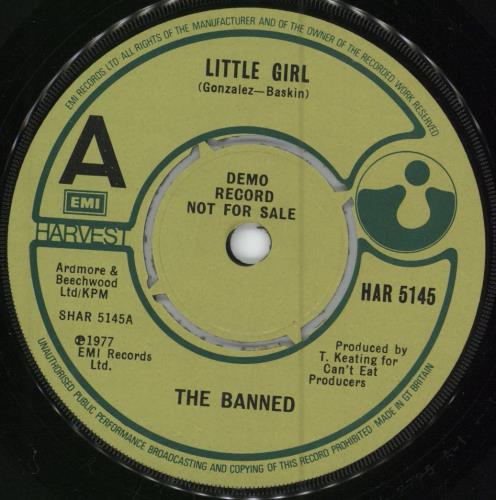 EMI RECORDS LTD· ALL RIGHTS OF THE MANUFACTURER AND OF THE OWNER OF THE RECORDED WORK RESERVED
LITTLE GIRL
(Gonzalez—Baskin)
A
EMI
HARVEST
DEMO
RECORD
NOT FOR SALE
Ardmore &
Beechwood
Ltd/KPM
SHAR 5145A
℗1977
EMI Records
Ltd.
HAR 5145
Produced by
T. Keating for
Can't Eat
Producers
THE BANNED
UNAUTHORISED PUBLIC PERFORMANCE BROADCASTING AND COPYING OF THIS RECORD PROHIBITED· MADE IN GT BRITAIN